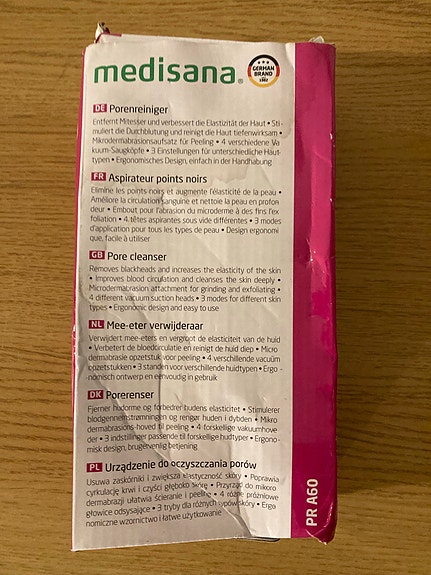 medisana®
GERMAN
BRAND
DE Porenreiniger
Entfernt Mitesser und verbessert die Elastizität der Haut • Sti-
muliert die Durchblutung und reinigt die Haut tiefenwirksam •
Mikrodermabrasionsaufsatz für Peeling • 4 verschiedene Va
kuum-Saugköpfe • 3 Einstellungen für unterschiedliche Haut-
typen • Ergonomisches Design, einfach in der Handhabung
FR Aspirateur points noirs
Élimine les points noirs et augmente l'élasticité de la peau •
Améliore la circulation sanguine et nettoie la peau en profon
deur • Embout pour l'abrasion du microderme à des fins l'ex
foliation • 4 têtes aspirantes sous vide différentes • 3 modes
d'application pour tous les types de peau • Design ergonomi
que, facile à utiliser
GB Pore cleanser
Removes blackheads and increases the elasticity of the skin
• Improves blood circulation and cleanses the skin deeply •
Microdermabrasion attachment for grinding and exfoliating •
4 different vacuum suction heads • 3 modes for different skin
types • Ergonomic design and easy to use
NL Mee-eter verwijderaar
Verwijdert mee-eters en vergroot de elasticiteit van de huid
• Verbetert de bloedcirculatie en reinigt de huid diep • Micro
dermabrasie opzetstuk voor peeling • 4 verschillende vacuüm
opzetstukken • 3 standen voor verschillende huidtypen • Ergo -
nomisch ontwerp en eenvoudig in gebruik
DK Porerenser
Fjerner hudorme og forbedrer hudens elasticitet • Stimulerer
blodgennemstrømningen og rengør huden i dybden • Mikro
dermabrasions hoved til peeling • 4 forskellige vakuumhove
der • 3 indstillinger passende til forskellige hudtyper • Ergono-
misk design, brugervenlig betjening
PL Urządzenie do oczyszczania porów
Usuwa zaskórniki i zwiększa elastyczność skóry • Poprawia
cyrkulację krwi i czyści głęboko skórę • Przyrząd do mikoro
dermabrazji ułatwia ścieranie i peeling • 4 różne próżniowe
głowice odsysające • 3 tryby dla różnych typów skóry • Erga
nomiczne wzornictwo i łatwe użytkowanie
PR A60